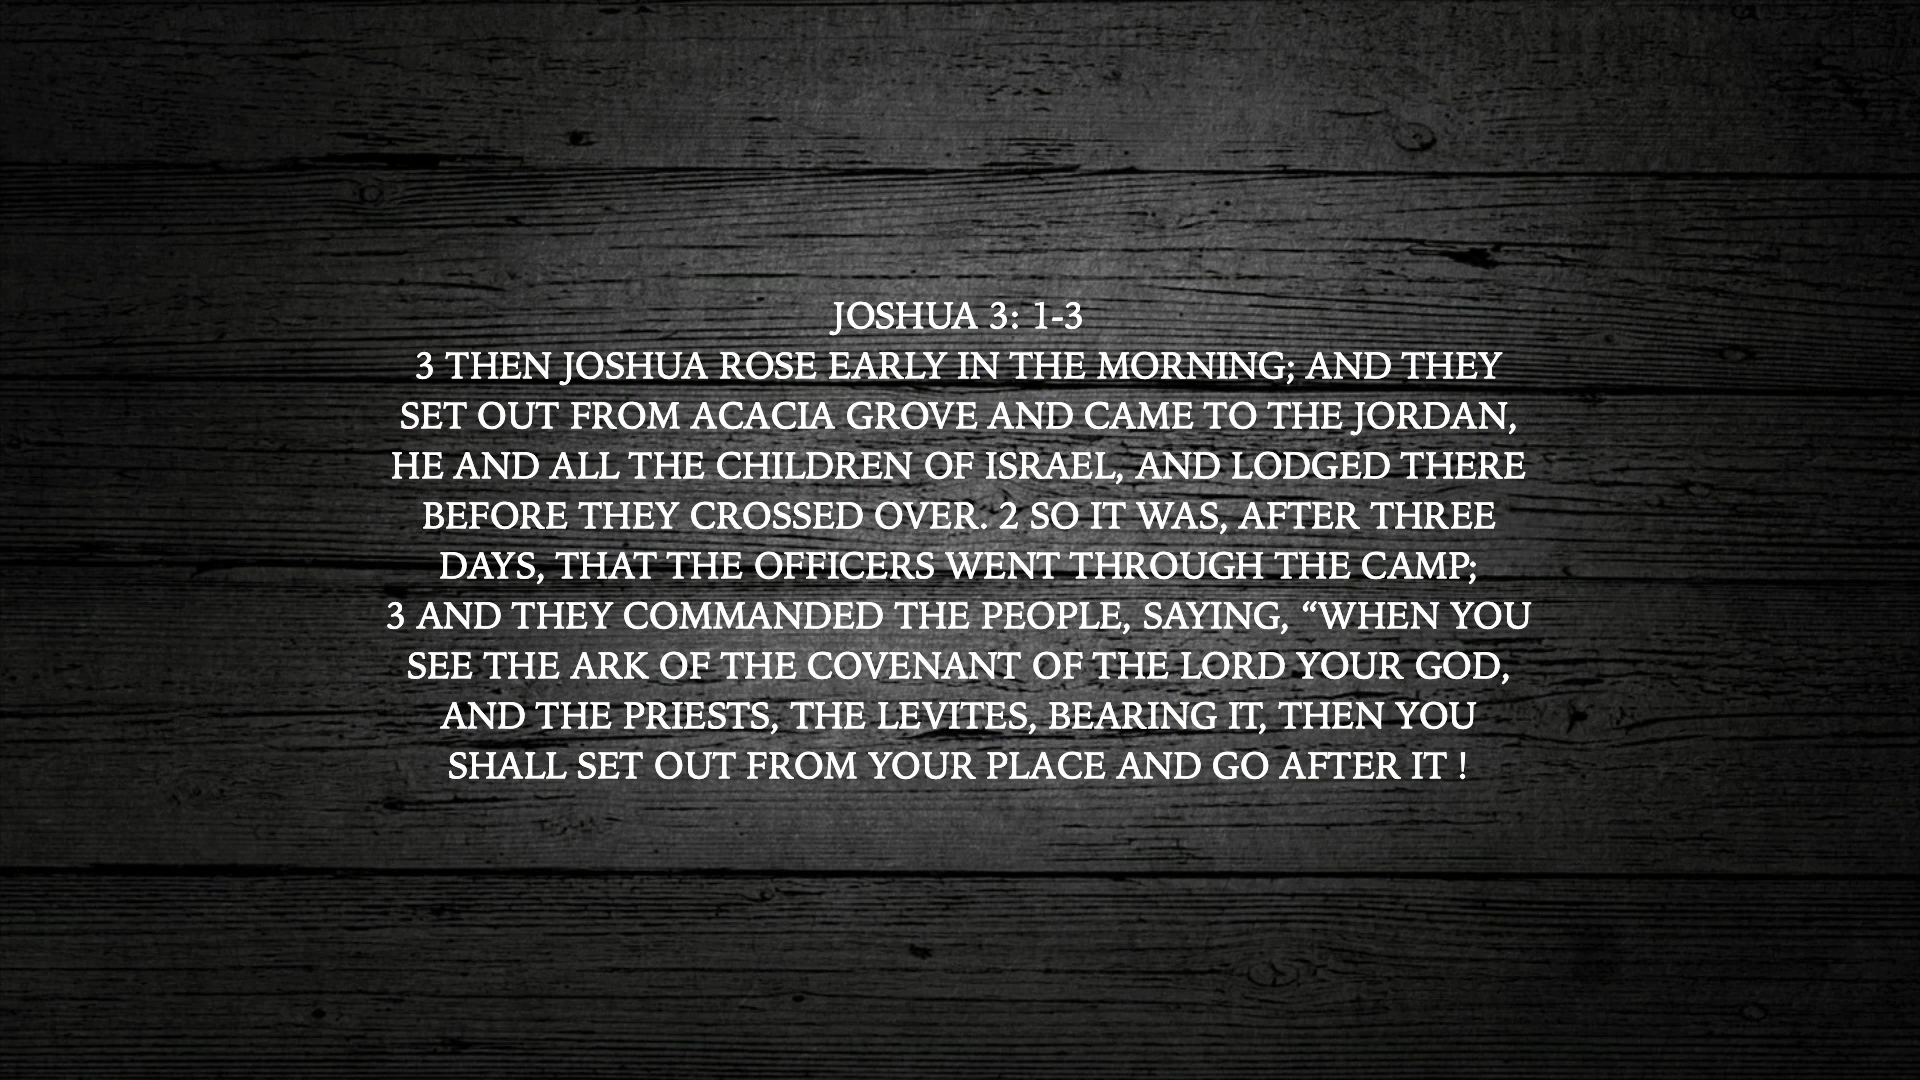 JOSHUA 3: 1-3
3 THEN JOSHUA ROSE EARLY IN THE MORNING; AND THEY
SET OUT FROM ACACIA GROVE AND CAME TO THE JORDAN,
HE AND ALL THE CHILDREN OF ISRAEL, AND LODGED THERE
BEFORE THEY CROSSED OVER. 2 SO IT WAS, AFTER THREE
DAYS, THAT THE OFFICERS WENT THROUGH THE CAMP;
3 AND THEY COMMANDED THE PEOPLE, SAYING, “WHEN YOU
SEE THE ARK OF THE COVENANT OF THE LORD YOUR GOD,
AND THE PRIESTS, THE LEVITES, BEARING IT, THEN YOU
SHALL SET OUT FROM YOUR PLACE AND GO AFTER IT !